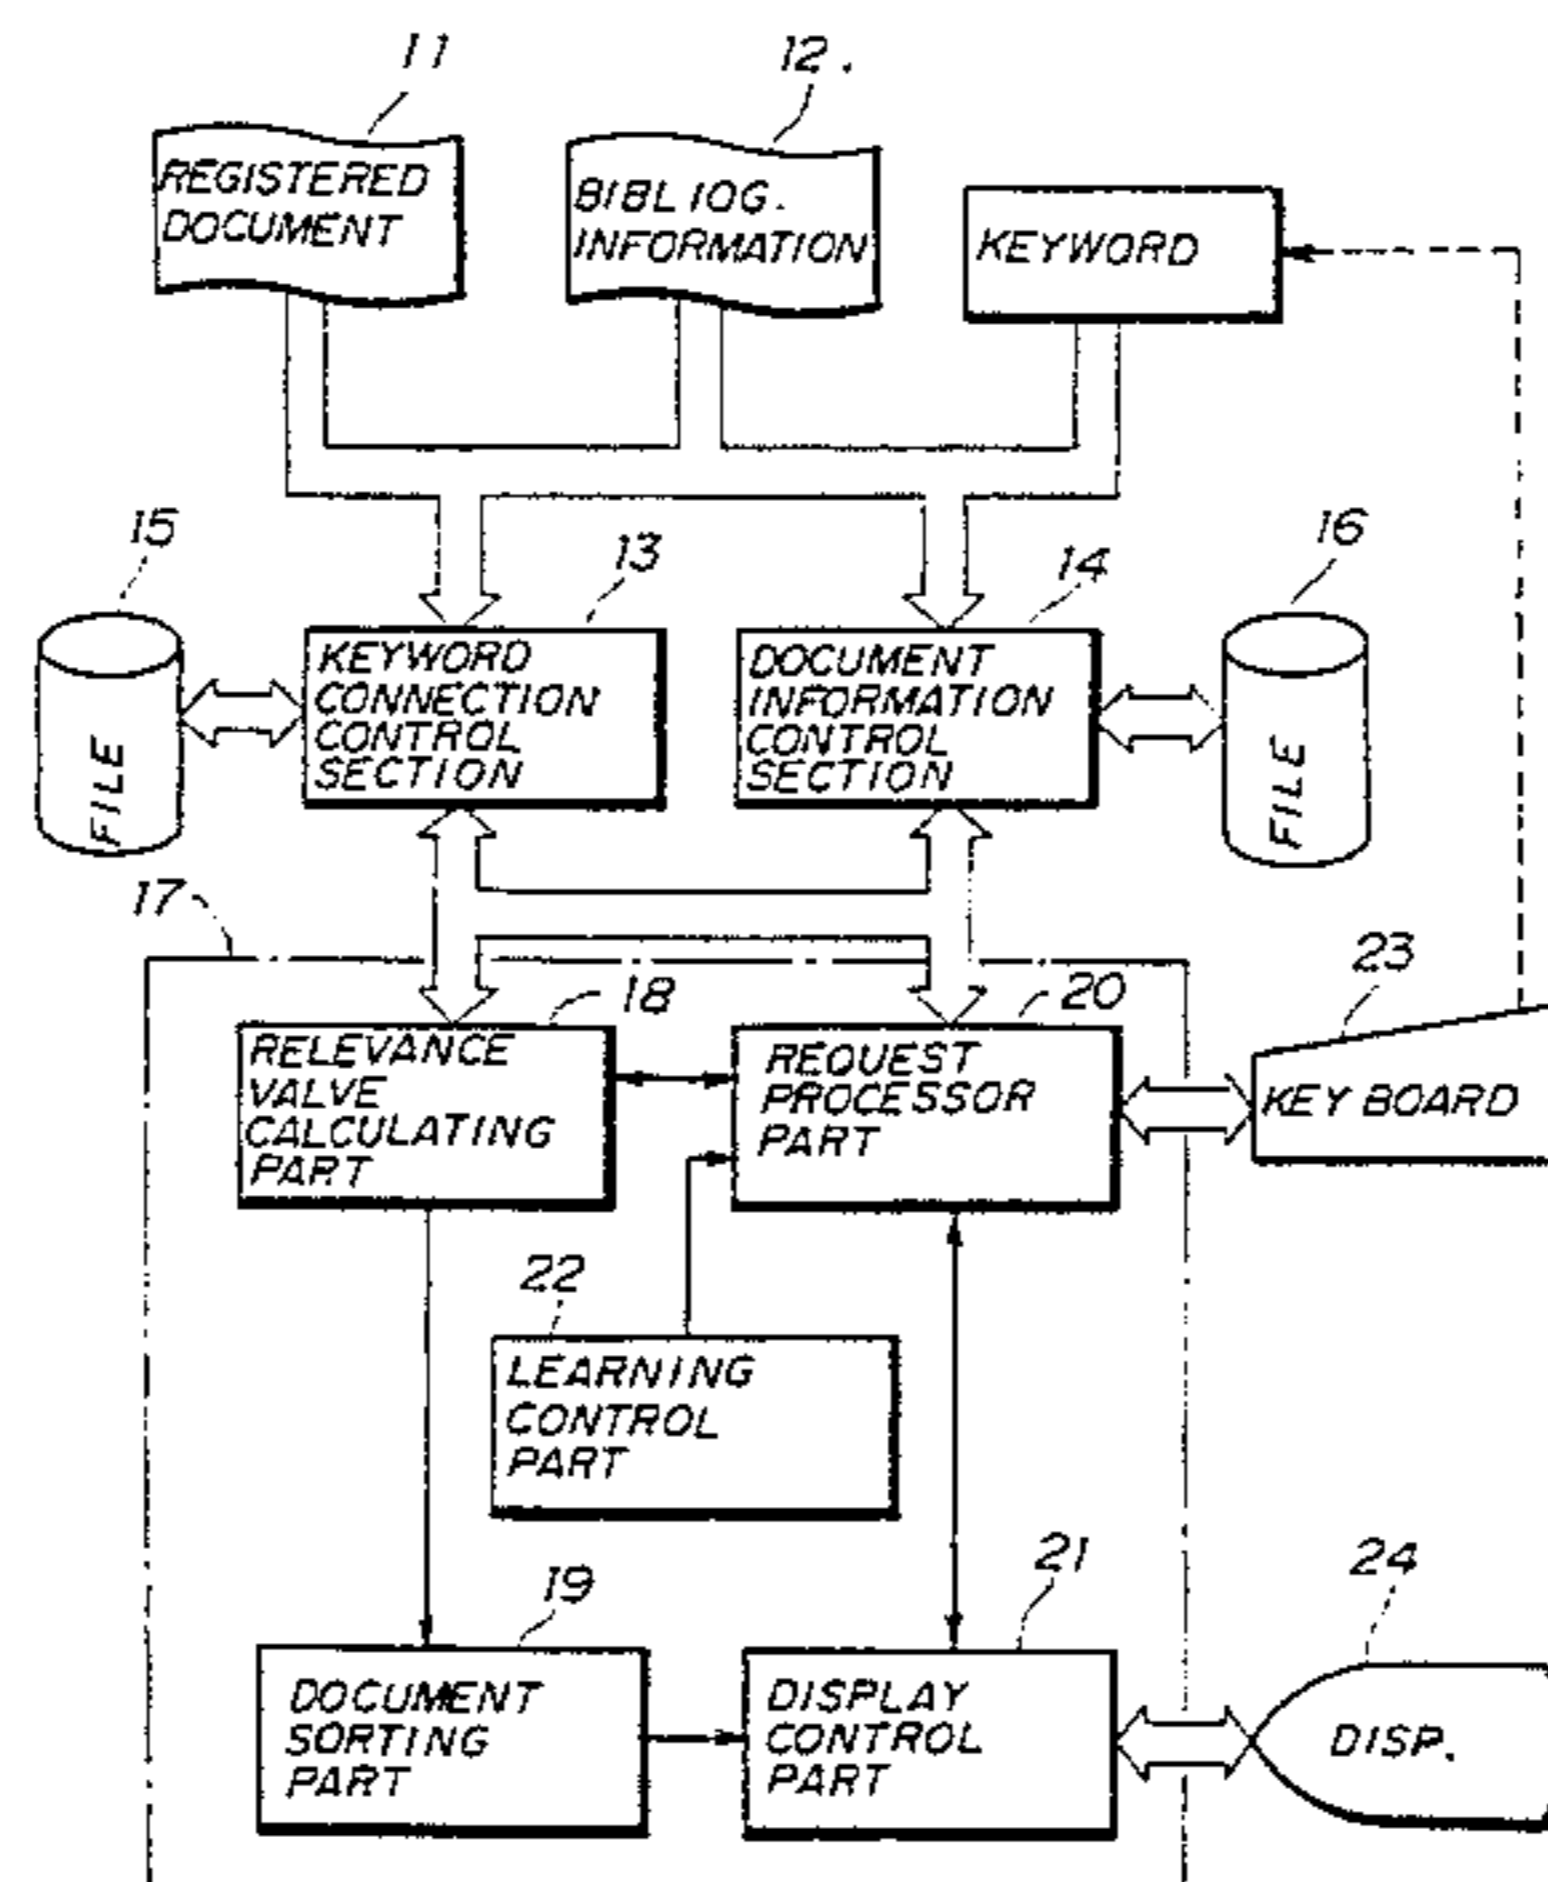 11
12.
REGISTERED
DOCUMENT
BIBLIOG.
INFORMATION
KEYWORD
15
13
14
16
KEYWORD
CONNECTION
CONTROL
SECTION
DOCUMENT
INFORMATION
CONTROL
SECTION
FILE
FILE
17
18
20
23
RELEVANCE
VALVE
CALCULATING
PART
REQUEST
PROCESSOR
PART
KEY BOARD
22
LEARNING
CONTROL
PART
19
21
24
DOCUMENT
SORTING
PART
DISPLAY
CONTROL
PART
DISP.